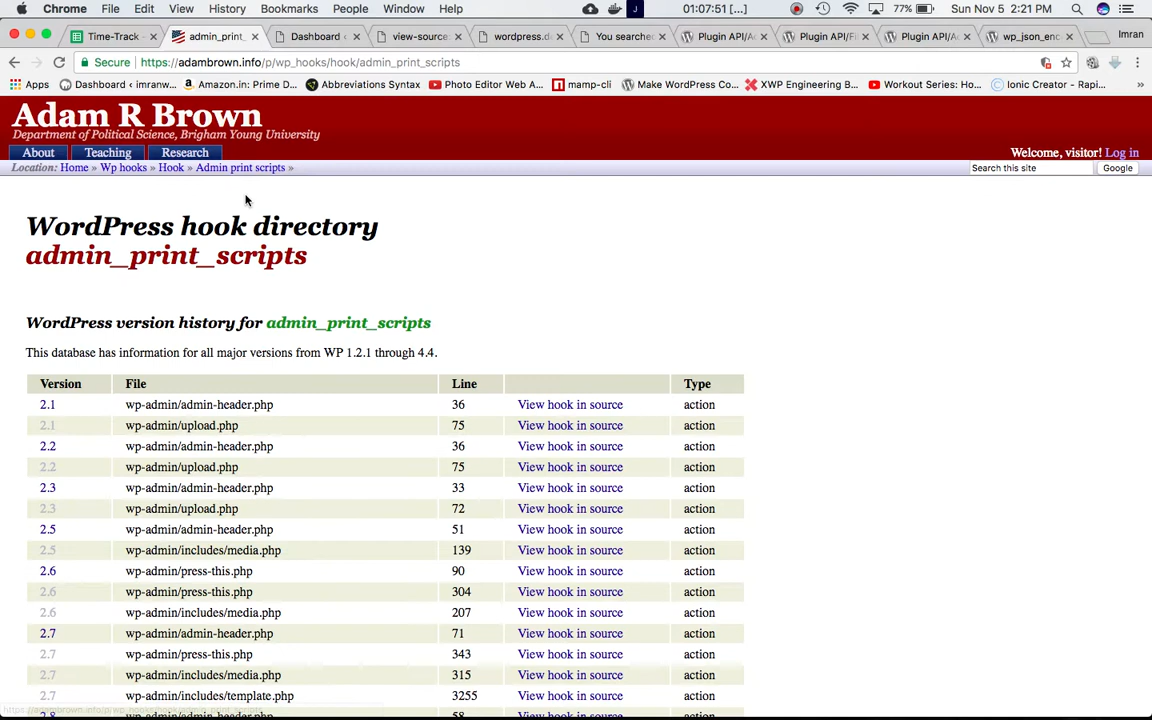 Chrome File Edit View History Bookmarks People Window Help 01:07:51 [...] J 77% Sun Nov 5 2:21 PM
Time-Track - × admin_print_ × Dashboard ‹ × view-source: × wordpress.d × You searched × Plugin API/A × Plugin API/Fi × Plugin API/A × wp_json_enc × Imran
Secure https://adambrown.info/p/wp_hooks/hook/admin_print_scripts
Apps Dashboard ‹ imranw... Amazon.in: Prime D... Abbreviations Syntax Photo Editor Web A... mamp-cli Make WordPress Co... XWP Engineering B... Workout Series: Ho... Ionic Creator - Rapi... »
Adam R Brown
Department of Political Science, Brigham Young University
About Teaching Research
Welcome, visitor! Log in
Location: Home » Wp hooks » Hook » Admin print scripts »
Search this site Google
WordPress hook directory
admin_print_scripts
WordPress version history for admin_print_scripts
This database has information for all major versions from WP 1.2.1 through 4.4.
Version File Line Type
2.1 wp-admin/admin-header.php 36 View hook in source action
2.1 wp-admin/upload.php 75 View hook in source action
2.2 wp-admin/admin-header.php 36 View hook in source action
2.2 wp-admin/upload.php 75 View hook in source action
2.3 wp-admin/admin-header.php 33 View hook in source action
2.3 wp-admin/upload.php 72 View hook in source action
2.5 wp-admin/admin-header.php 51 View hook in source action
2.5 wp-admin/includes/media.php 139 View hook in source action
2.6 wp-admin/press-this.php 90 View hook in source action
2.6 wp-admin/press-this.php 304 View hook in source action
2.6 wp-admin/includes/media.php 207 View hook in source action
2.7 wp-admin/admin-header.php 71 View hook in source action
2.7 wp-admin/press-this.php 343 View hook in source action
2.7 wp-admin/includes/media.php 315 View hook in source action
2.7 wp-admin/includes/template.php 3255 View hook in source action
https://adambrown.info/p/wp_hooks/hook/admin_print_scripts